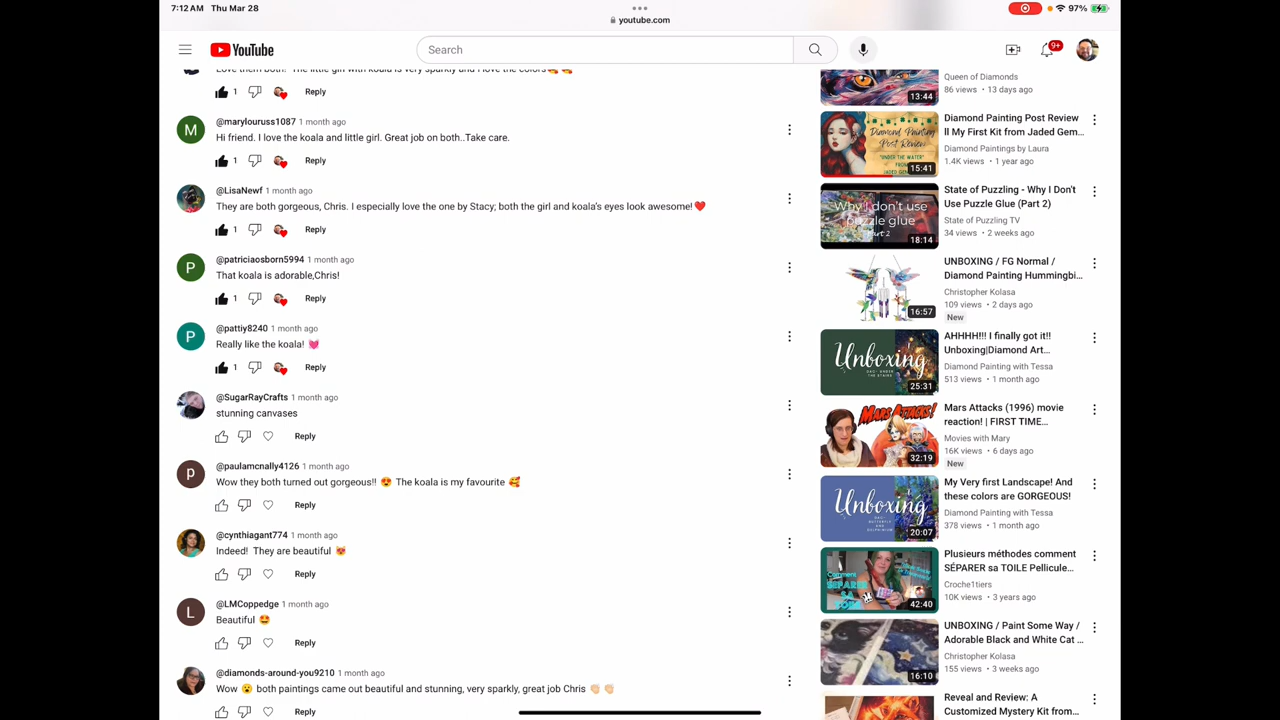 7:12 AM Thu Mar 28
97%
youtube.com
YouTube
Search
9+
Love them both! The little girl with koala is very sparkly and I love the colors🥰🥰
1 Reply
@marylouruss1087 1 month ago
Hi friend. I love the koala and little girl. Great job on both..Take care.
1 Reply
@LisaNewf 1 month ago
They are both gorgeous, Chris. I especially love the one by Stacy; both the girl and koala's eyes look awesome!❤️
1 Reply
@patriciaosborn5994 1 month ago
That koala is adorable,Chris!
1 Reply
@pattiy8240 1 month ago
Really like the koala! 💓
1 Reply
@SugarRayCrafts 1 month ago
stunning canvases
Reply
@paulamcnally4126 1 month ago
Wow they both turned out gorgeous!! 😍 The koala is my favourite 🥰
Reply
@cynthiagant774 1 month ago
Indeed! They are beautiful 😻
Reply
@LMCoppedge 1 month ago
Beautiful 🤩
Reply
@diamonds-around-you9210 1 month ago
Wow 😮 both paintings came out beautiful and stunning, very sparkly, great job Chris 👏🏻 👏🏻
Reply
M
P
P
p
L
Queen of Diamonds
86 views • 13 days ago
13:44
Diamond Painting Post Review
ll My First Kit from Jaded Gem...
Diamond Paintings by Laura
1.4K views • 1 year ago
Diamond Painting
Post Review
"UNDER THE WATER"
FROM
JADED GEM
15:41
State of Puzzling - Why I Don't
Use Puzzle Glue (Part 2)
State of Puzzling TV
34 views • 2 weeks ago
Why I don't use
puzzle glue
Part 2
18:14
UNBOXING / FG Normal /
Diamond Painting Hummingbi...
Christopher Kolasa
109 views • 2 days ago
New
16:57
AHHHH!!! I finally got it!!
Unboxing|Diamond Art...
Diamond Painting with Tessa
513 views • 1 month ago
Unboxing
25:31
Mars Attacks (1996) movie
reaction! | FIRST TIME...
Movies with Mary
16K views • 6 days ago
New
MARS ATTACKS!
32:19
My Very first Landscape! And
these colors are GORGEOUS!
Diamond Painting with Tessa
378 views • 1 month ago
Unboxing
20:07
Plusieurs méthodes comment
SÉPARER sa TOILE Pellicule...
Croche1tiers
10K views • 3 years ago
Comment
SÉPARER
SA
42:40
UNBOXING / Paint Some Way /
Adorable Black and White Cat ...
Christopher Kolasa
155 views • 3 weeks ago
16:10
Reveal and Review: A
Customized Mystery Kit from...